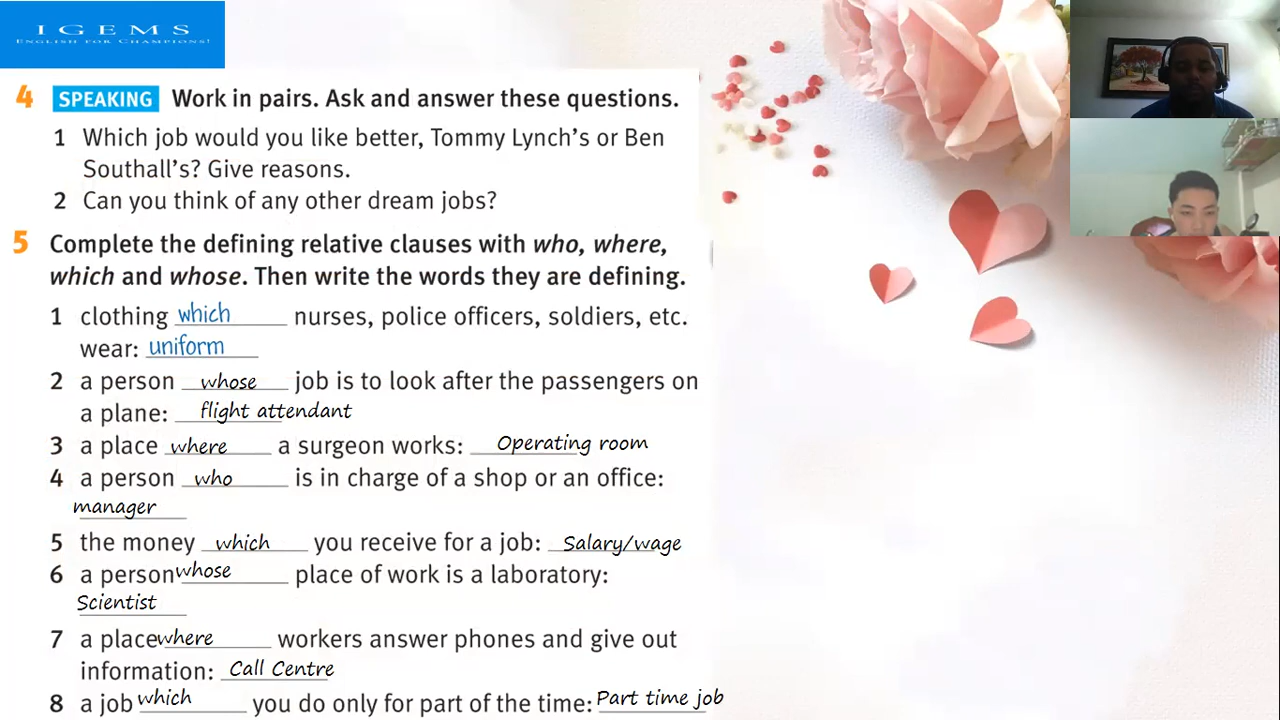 I G E M S
ENGLISH FOR CHAMPIONS!
4 SPEAKING Work in pairs. Ask and answer these questions.
1 Which job would you like better, Tommy Lynch's or Ben
Southall's? Give reasons.
2 Can you think of any other dream jobs?
5 Complete the defining relative clauses with who, where,
which and whose. Then write the words they are defining.
1 clothing which nurses, police officers, soldiers, etc.
wear: uniform
2 a person whose job is to look after the passengers on
a plane: flight attendant
3 a place where a surgeon works: Operating room
4 a person who is in charge of a shop or an office:
manager
5 the money which you receive for a job: Salary/wage
6 a person whose place of work is a laboratory:
Scientist
7 a place where workers answer phones and give out
information: Call Centre
8 a job which you do only for part of the time: Part time job